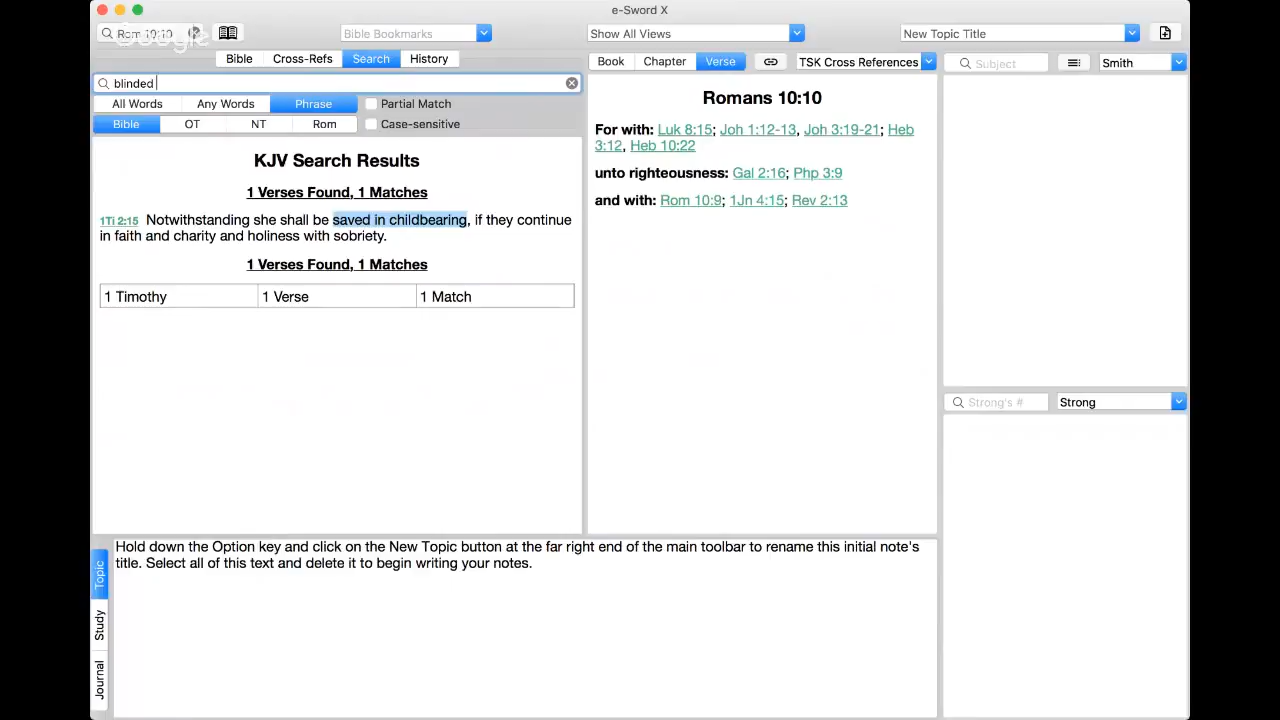 e-Sword X
Rom 10:10
Google
Bible Bookmarks
Show All Views
New Topic Title
Bible Cross-Refs Search History
Book Chapter Verse TSK Cross References
Subject Smith
blinded
All Words Any Words Phrase Partial Match
Bible OT NT Rom Case-sensitive
KJV Search Results
1 Verses Found, 1 Matches
1Ti 2:15 Notwithstanding she shall be saved in childbearing, if they continue
in faith and charity and holiness with sobriety.
1 Verses Found, 1 Matches
1 Timothy 1 Verse 1 Match
Romans 10:10
For with: Luk 8:15; Joh 1:12-13, Joh 3:19-21; Heb
3:12, Heb 10:22
unto righteousness: Gal 2:16; Php 3:9
and with: Rom 10:9; 1Jn 4:15; Rev 2:13
Strong's # Strong
Topic
Study
Journal
Hold down the Option key and click on the New Topic button at the far right end of the main toolbar to rename this initial note's
title. Select all of this text and delete it to begin writing your notes.